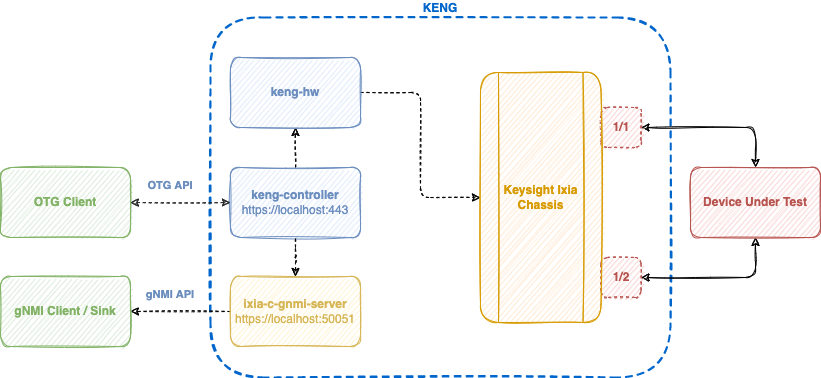 KENG
keng-hw
1/1
OTG API
OTG Client
keng-controller
https://localhost:443
Keysight Ixia
Chassis
Device Under Test
gNMI API
gNMI Client / Sink
ixia-c-gnmi-server
https://localhost:50051
1/2